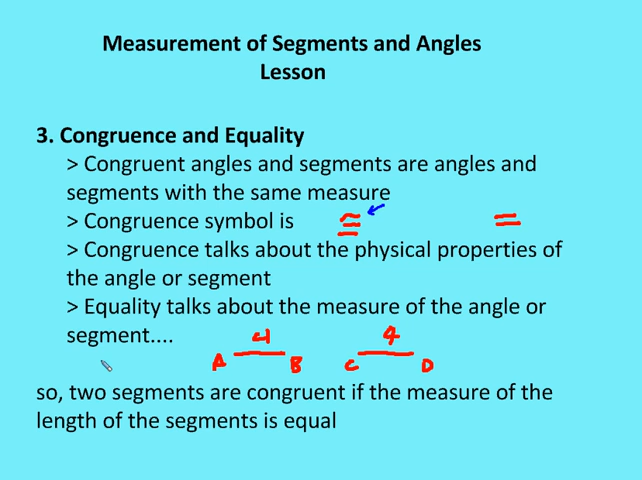 Measurement of Segments and Angles
Lesson
3. Congruence and Equality
> Congruent angles and segments are angles and
segments with the same measure
> Congruence symbol is ≅ =
> Congruence talks about the physical properties of
the angle or segment
> Equality talks about the measure of the angle or
segment....
4 4
A B C D
so, two segments are congruent if the measure of the
length of the segments is equal